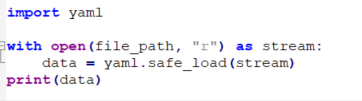 import yaml
with open(file_path, "r") as stream:
    data = yaml.safe_load(stream)
print(data)